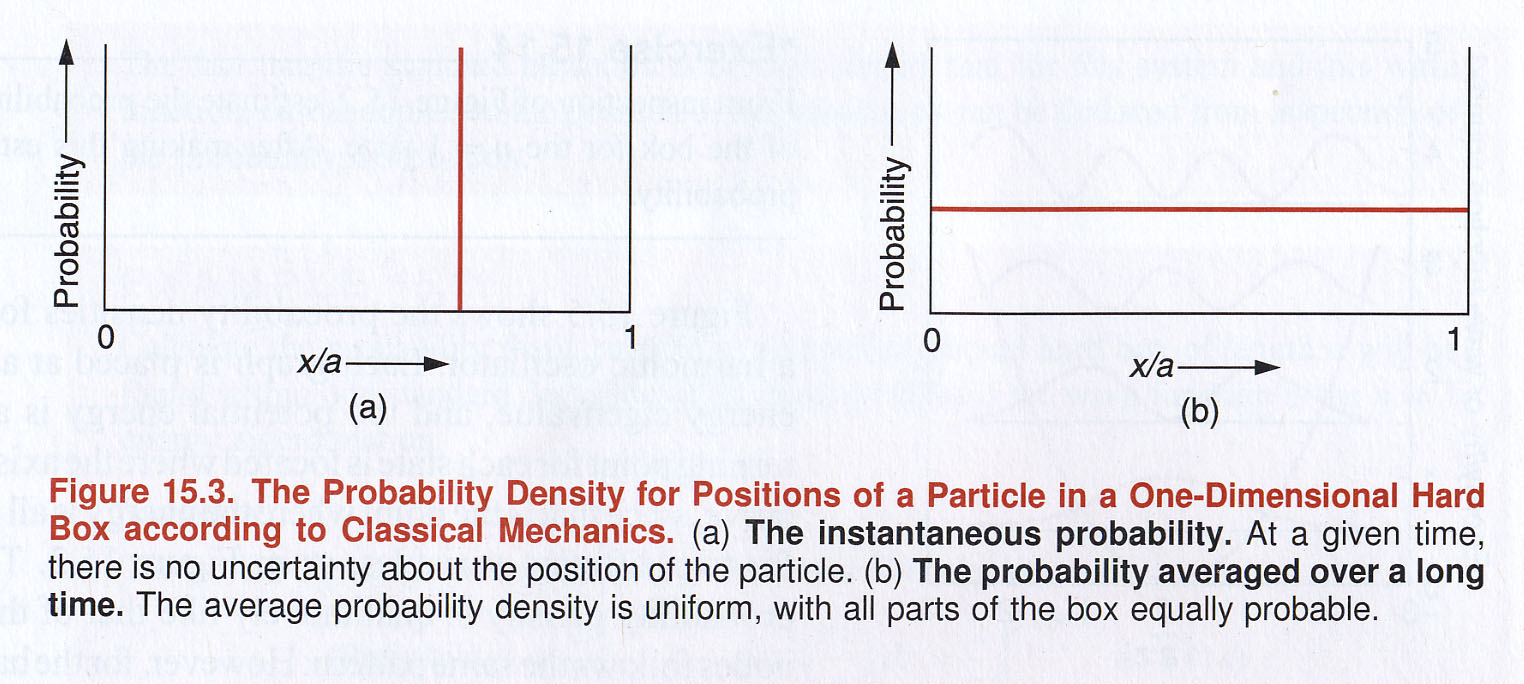 Probability
0
1
x/a
(a)
Probability
0
1
x/a
(b)
Figure 15.3. The Probability Density for Positions of a Particle in a One-Dimensional Hard
Box according to Classical Mechanics. (a) The instantaneous probability. At a given time,
there is no uncertainty about the position of the particle. (b) The probability averaged over a long
time. The average probability density is uniform, with all parts of the box equally probable.